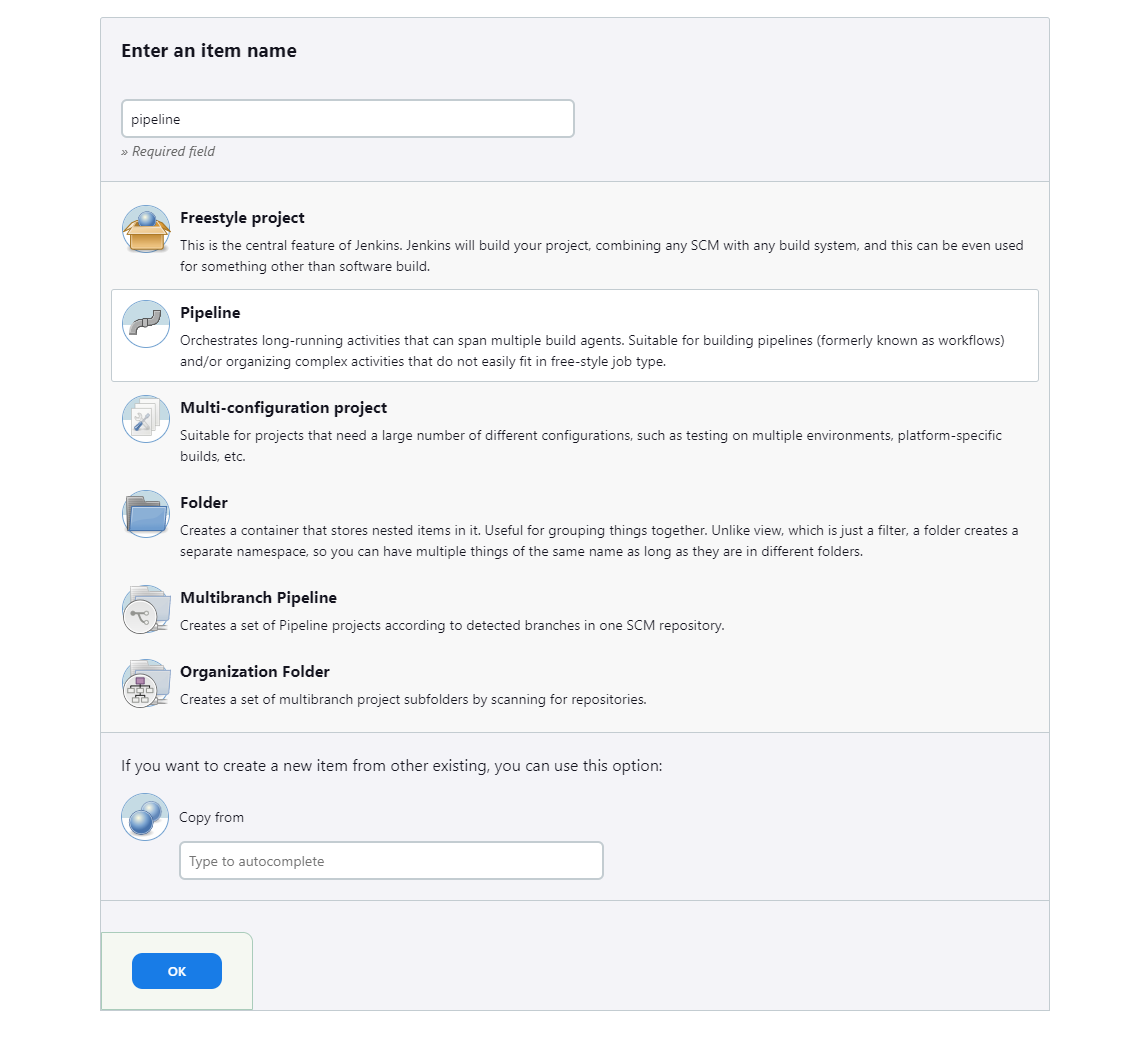 Enter an item name
pipeline
» Required field
Freestyle project
This is the central feature of Jenkins. Jenkins will build your project, combining any SCM with any build system, and this can be even used
for something other than software build.
Pipeline
Orchestrates long-running activities that can span multiple build agents. Suitable for building pipelines (formerly known as workflows)
and/or organizing complex activities that do not easily fit in free-style job type.
Multi-configuration project
Suitable for projects that need a large number of different configurations, such as testing on multiple environments, platform-specific
builds, etc.
Folder
Creates a container that stores nested items in it. Useful for grouping things together. Unlike view, which is just a filter, a folder creates a
separate namespace, so you can have multiple things of the same name as long as they are in different folders.
Multibranch Pipeline
Creates a set of Pipeline projects according to detected branches in one SCM repository.
Organization Folder
Creates a set of multibranch project subfolders by scanning for repositories.
If you want to create a new item from other existing, you can use this option:
Copy from
Type to autocomplete
OK